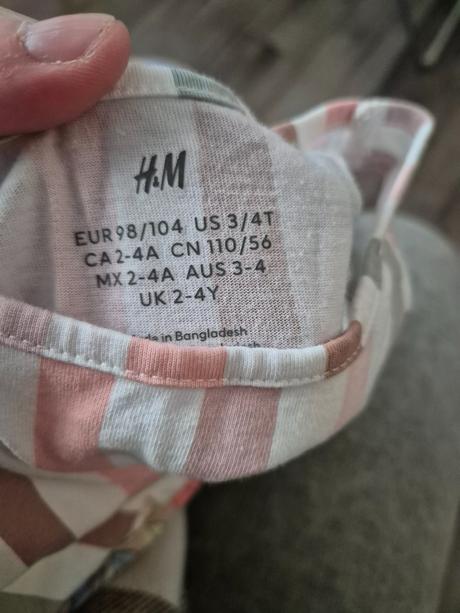 H&M
EUR 98/104 US 3/4T
CA 2-4A CN 110/56
MX 2-4A AUS 3-4
UK 2-4Y
in Bangladesh